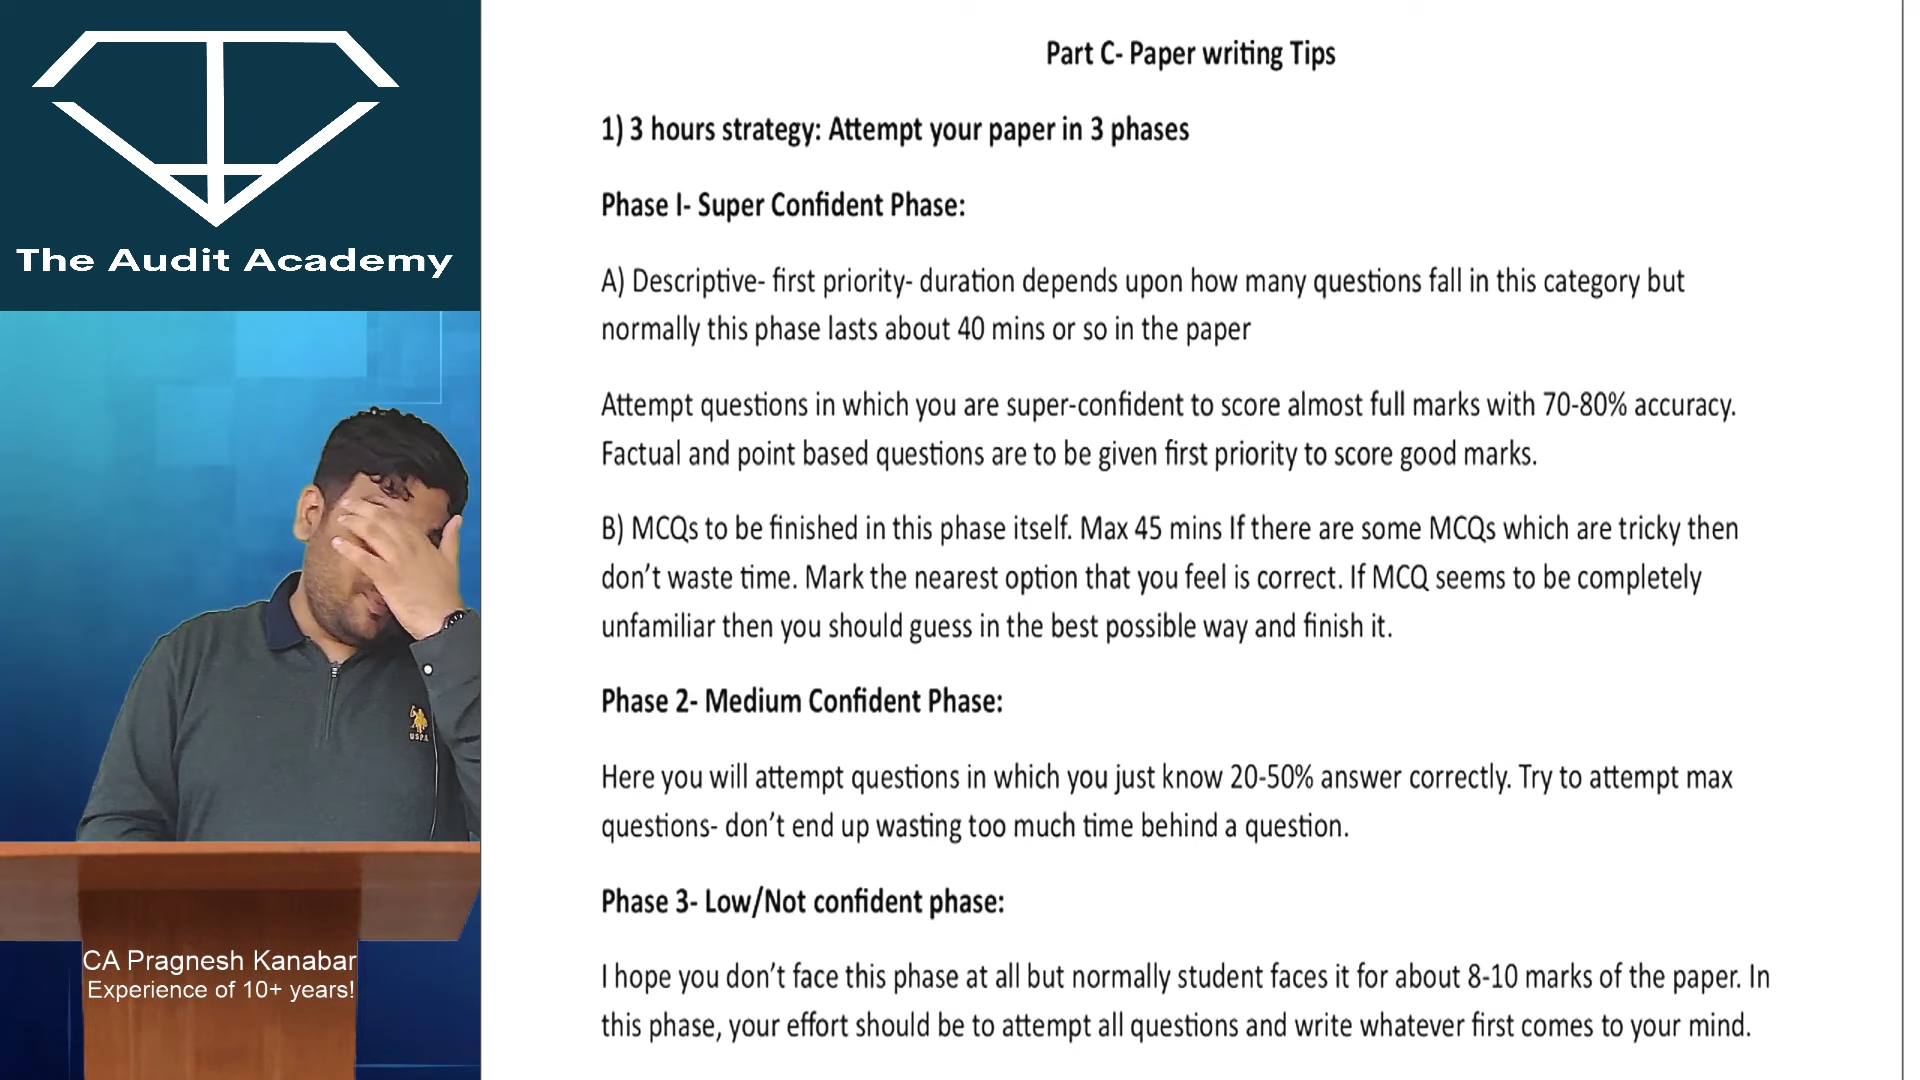 The Audit Academy
USPA
CA Pragnesh Kanabar
Experience of 10+ years!
Part C- Paper writing Tips
1) 3 hours strategy: Attempt your paper in 3 phases
Phase I- Super Confident Phase:
A) Descriptive- first priority- duration depends upon how many questions fall in this category but
normally this phase lasts about 40 mins or so in the paper
Attempt questions in which you are super-confident to score almost full marks with 70-80% accuracy.
Factual and point based questions are to be given first priority to score good marks.
B) MCQs to be finished in this phase itself. Max 45 mins If there are some MCQs which are tricky then
don’t waste time. Mark the nearest option that you feel is correct. If MCQ seems to be completely
unfamiliar then you should guess in the best possible way and finish it.
Phase 2- Medium Confident Phase:
Here you will attempt questions in which you just know 20-50% answer correctly. Try to attempt max
questions- don’t end up wasting too much time behind a question.
Phase 3- Low/Not confident phase:
I hope you don’t face this phase at all but normally student faces it for about 8-10 marks of the paper. In
this phase, your effort should be to attempt all questions and write whatever first comes to your mind.